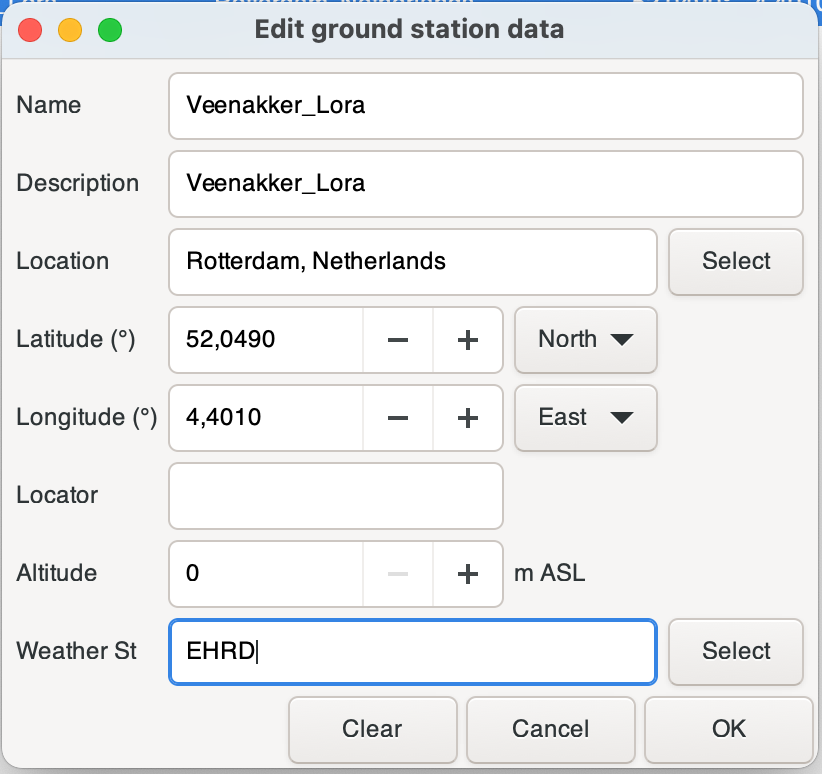 Edit ground station data
Name
Veenakker_Lora
Description
Veenakker_Lora
Location
Rotterdam, Netherlands
Select
Latitude (°)
52,0490
North
Longitude (°)
4,4010
East
Locator
Altitude
0
m ASL
Weather St
EHRD
Select
Clear
Cancel
OK